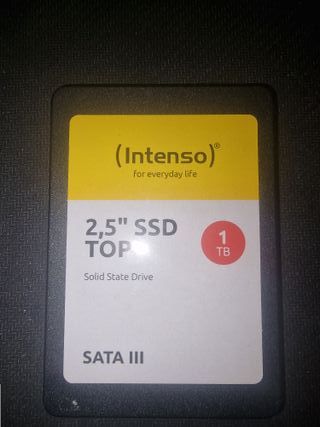 (Intenso)®
for everyday life
2,5" SSD
TOP
1
TB
Solid State Drive
SATA III